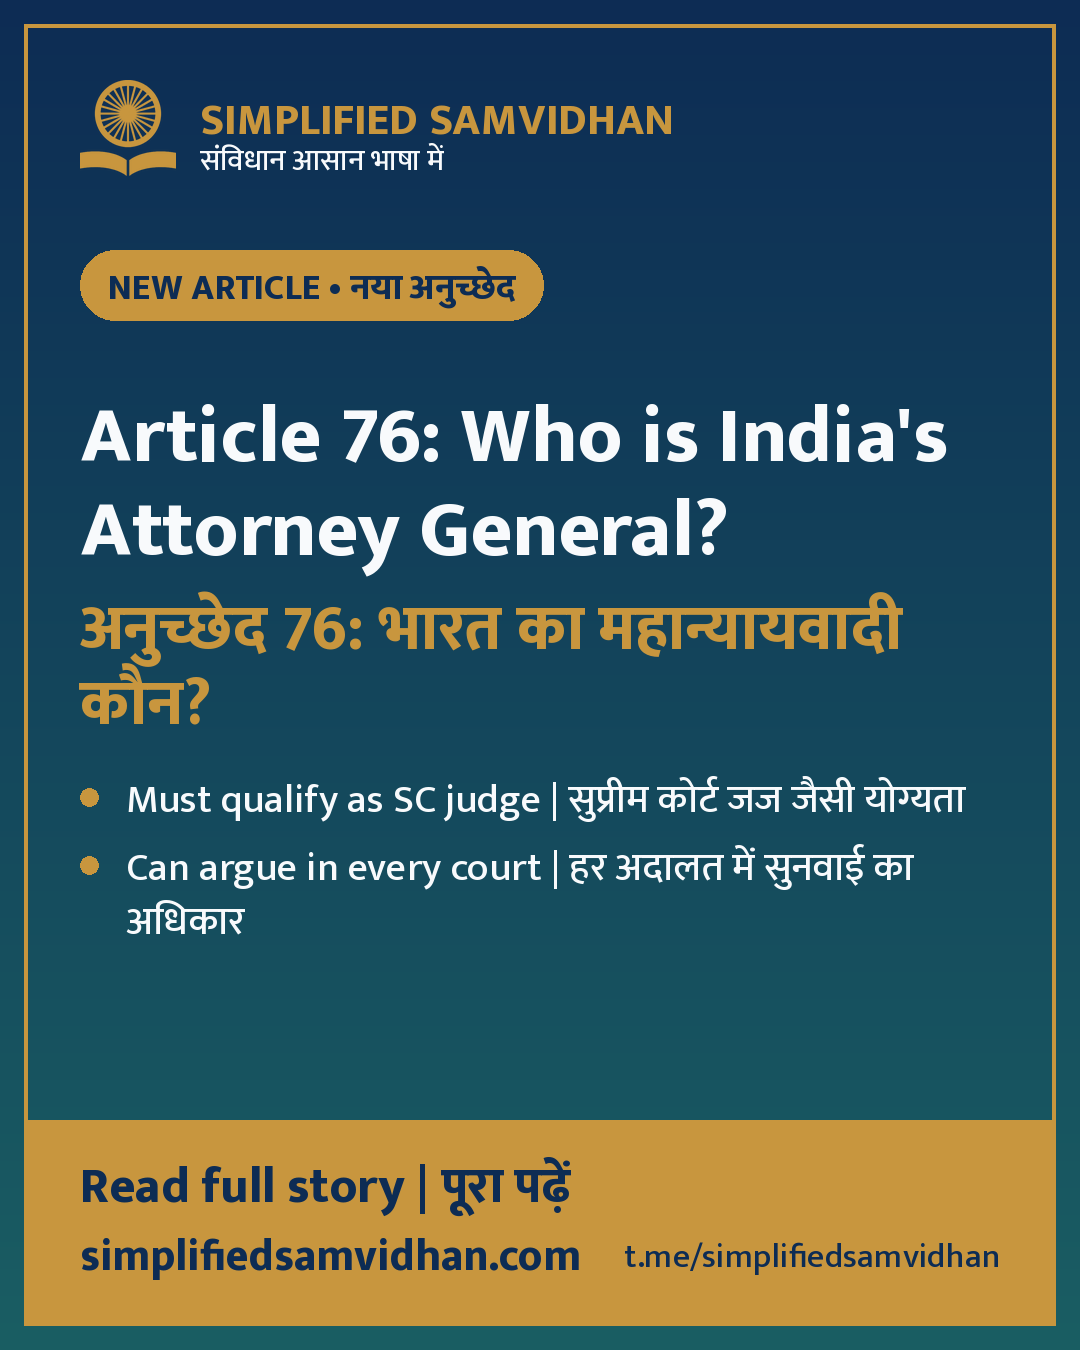 SIMPLIFIED SAMVIDHAN
संविधान आसान भाषा में
NEW ARTICLE • नया अनुच्छेद
Article 76: Who is India's
Attorney General?
अनुच्छेद 76: भारत का महान्यायवादी
कौन?
Must qualify as SC judge | सुप्रीम कोर्ट जज जैसी योग्यता
Can argue in every court | हर अदालत में सुनवाई का
अधिकार
Read full story | पूरा पढ़ें
simplifiedsamvidhan.com t.me/simplifiedsamvidhan